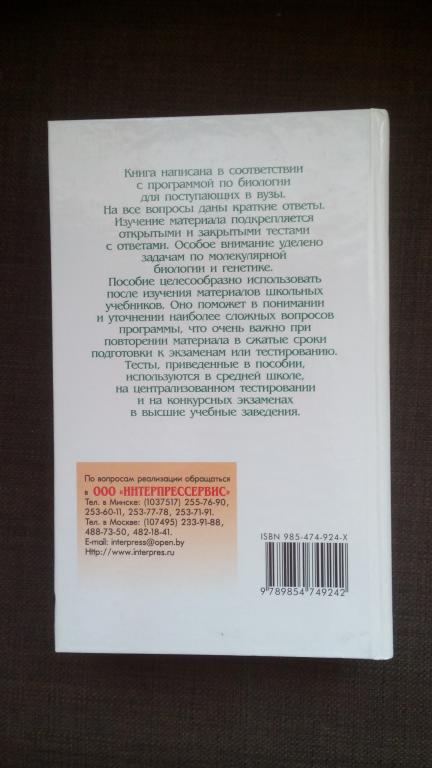 Книга написана в соответствии
с программой по биологии
для поступающих в вузы.
На все вопросы даны краткие ответы.
Изучение материала подкрепляется
открытыми и закрытыми тестами
с ответами. Особое внимание уделено
задачам по молекулярной
биологии и генетике.
Пособие целесообразно использовать
после изучения материалов школьных
учебников. Оно поможет в понимании
и уточнении наиболее сложных вопросов
программы, что очень важно при
повторении материала в сжатые сроки
подготовки к экзаменам или тестированию.
Тесты, приведенные в пособии,
используются в средней школе,
на централизованном тестировании
и на конкурсных экзаменах
в высшие учебные заведения.
По вопросам реализации обращаться
в ООО «ИНТЕРПРЕССЕРВИС»
Тел. в Минске: (1037517) 255-76-90,
253-60-11, 253-77-78, 253-71-91.
Тел. в Москве: (107495) 233-91-88,
488-73-50, 482-18-41.
E-mail: interpress@open.by
Http://www.interpres.ru
ISBN 985-474-924-X
9 789854 749242